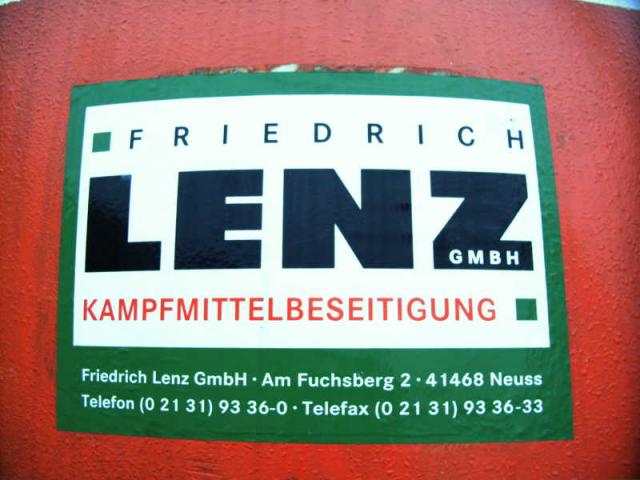 FRIEDRICH
LENZ
GMBH
KAMPFMITTELBESEITIGUNG
Friedrich Lenz GmbH · Am Fuchsberg 2 · 41468 Neuss
Telefon (0 21 31) 93 36-0 · Telefax (0 21 31) 93 36-33